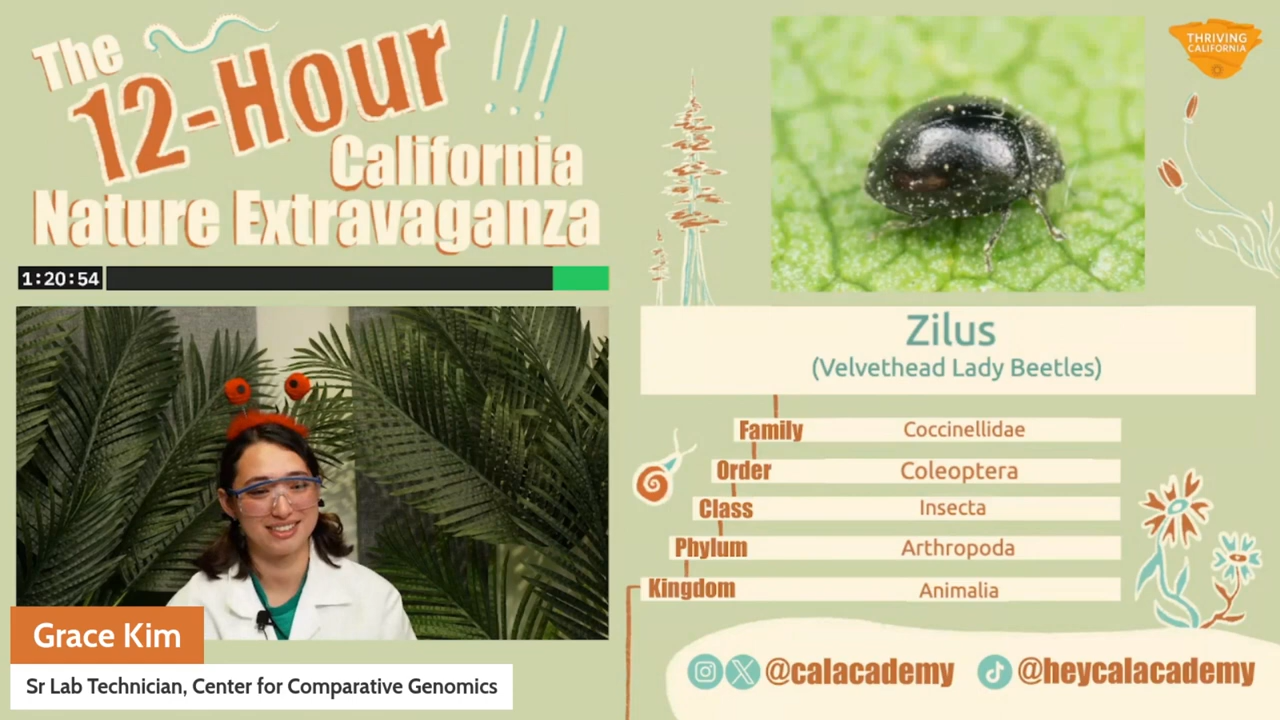 The
12-Hour !!!
California
Nature Extravaganza
1:20:54
THRIVING
CALIFORNIA
Zilus
(Velvethead Lady Beetles)
Family Coccinellidae
Order Coleoptera
Class Insecta
Phylum Arthropoda
Kingdom Animalia
Grace Kim
Sr Lab Technician, Center for Comparative Genomics
@calacademy @heycalacademy